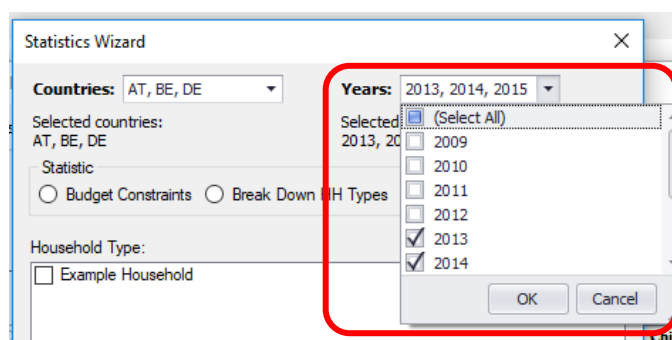 Statistics Wizard
Countries: AT, BE, DE
Years: 2013, 2014, 2015
Selected countries:
AT, BE, DE
Selected
2013, 20
(Select All)
2009
2010
2011
2012
2013
2014
OK Cancel
Statistic
Budget Constraints
Break Down HH Types
Household Type:
Example Household